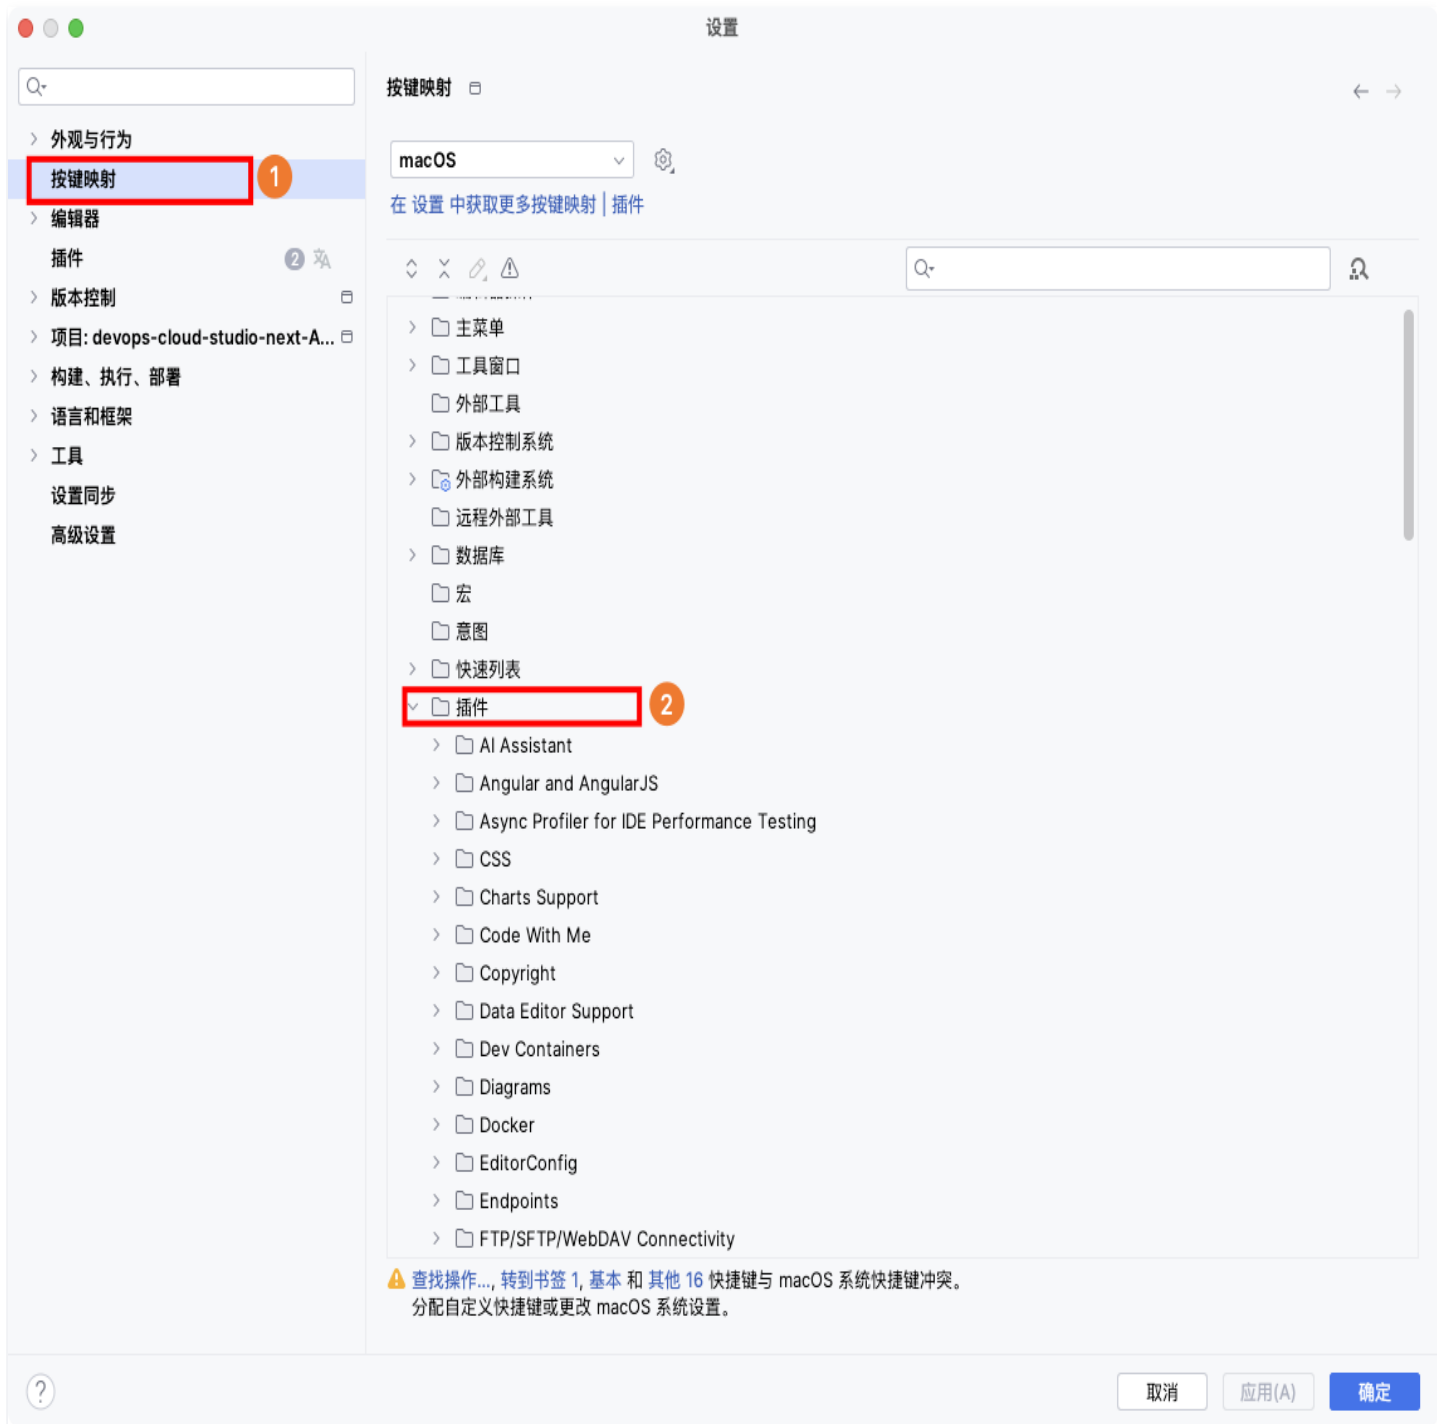 设置
外观与行为
按键映射
1
编辑器
插件
2
版本控制
项目: devops-cloud-studio-next-A...
构建、执行、部署
语言和框架
工具
设置同步
高级设置
按键映射
macOS
在 设置 中获取更多按键映射 | 插件
主菜单
工具窗口
外部工具
版本控制系统
外部构建系统
远程外部工具
数据库
宏
意图
快速列表
插件
2
AI Assistant
Angular and AngularJS
Async Profiler for IDE Performance Testing
CSS
Charts Support
Code With Me
Copyright
Data Editor Support
Dev Containers
Diagrams
Docker
EditorConfig
Endpoints
FTP/SFTP/WebDAV Connectivity
查找操作..., 转到书签 1, 基本 和 其他 16 快捷键与 macOS 系统快捷键冲突。
分配自定义快捷键或更改 macOS 系统设置。
?
取消
应用(A)
确定